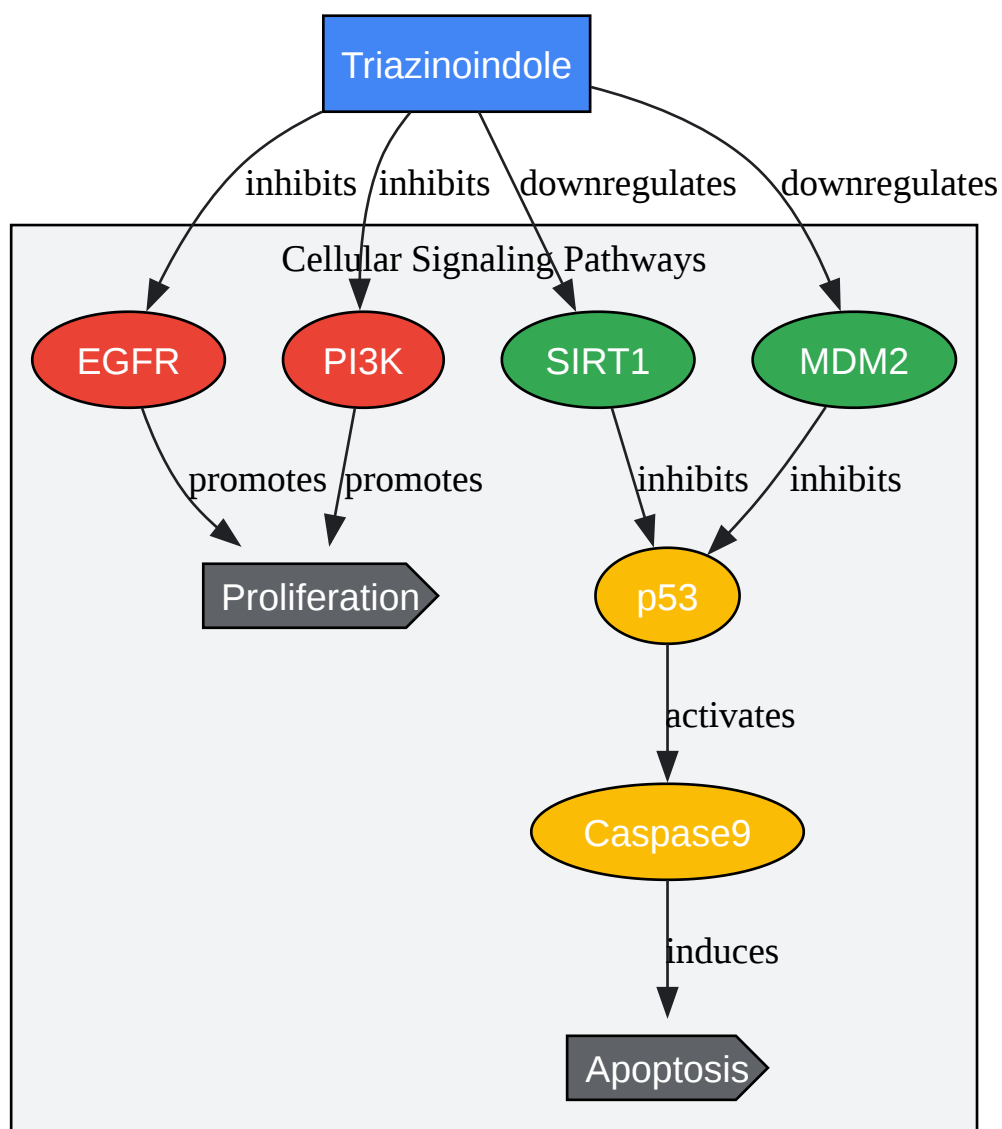 Triazinoindole
inhibits
inhibits
downregulates
downregulates
Cellular Signaling Pathways
EGFR
PI3K
SIRT1
MDM2
promotes
promotes
inhibits
inhibits
Proliferation
p53
activates
Caspase9
induces
Apoptosis